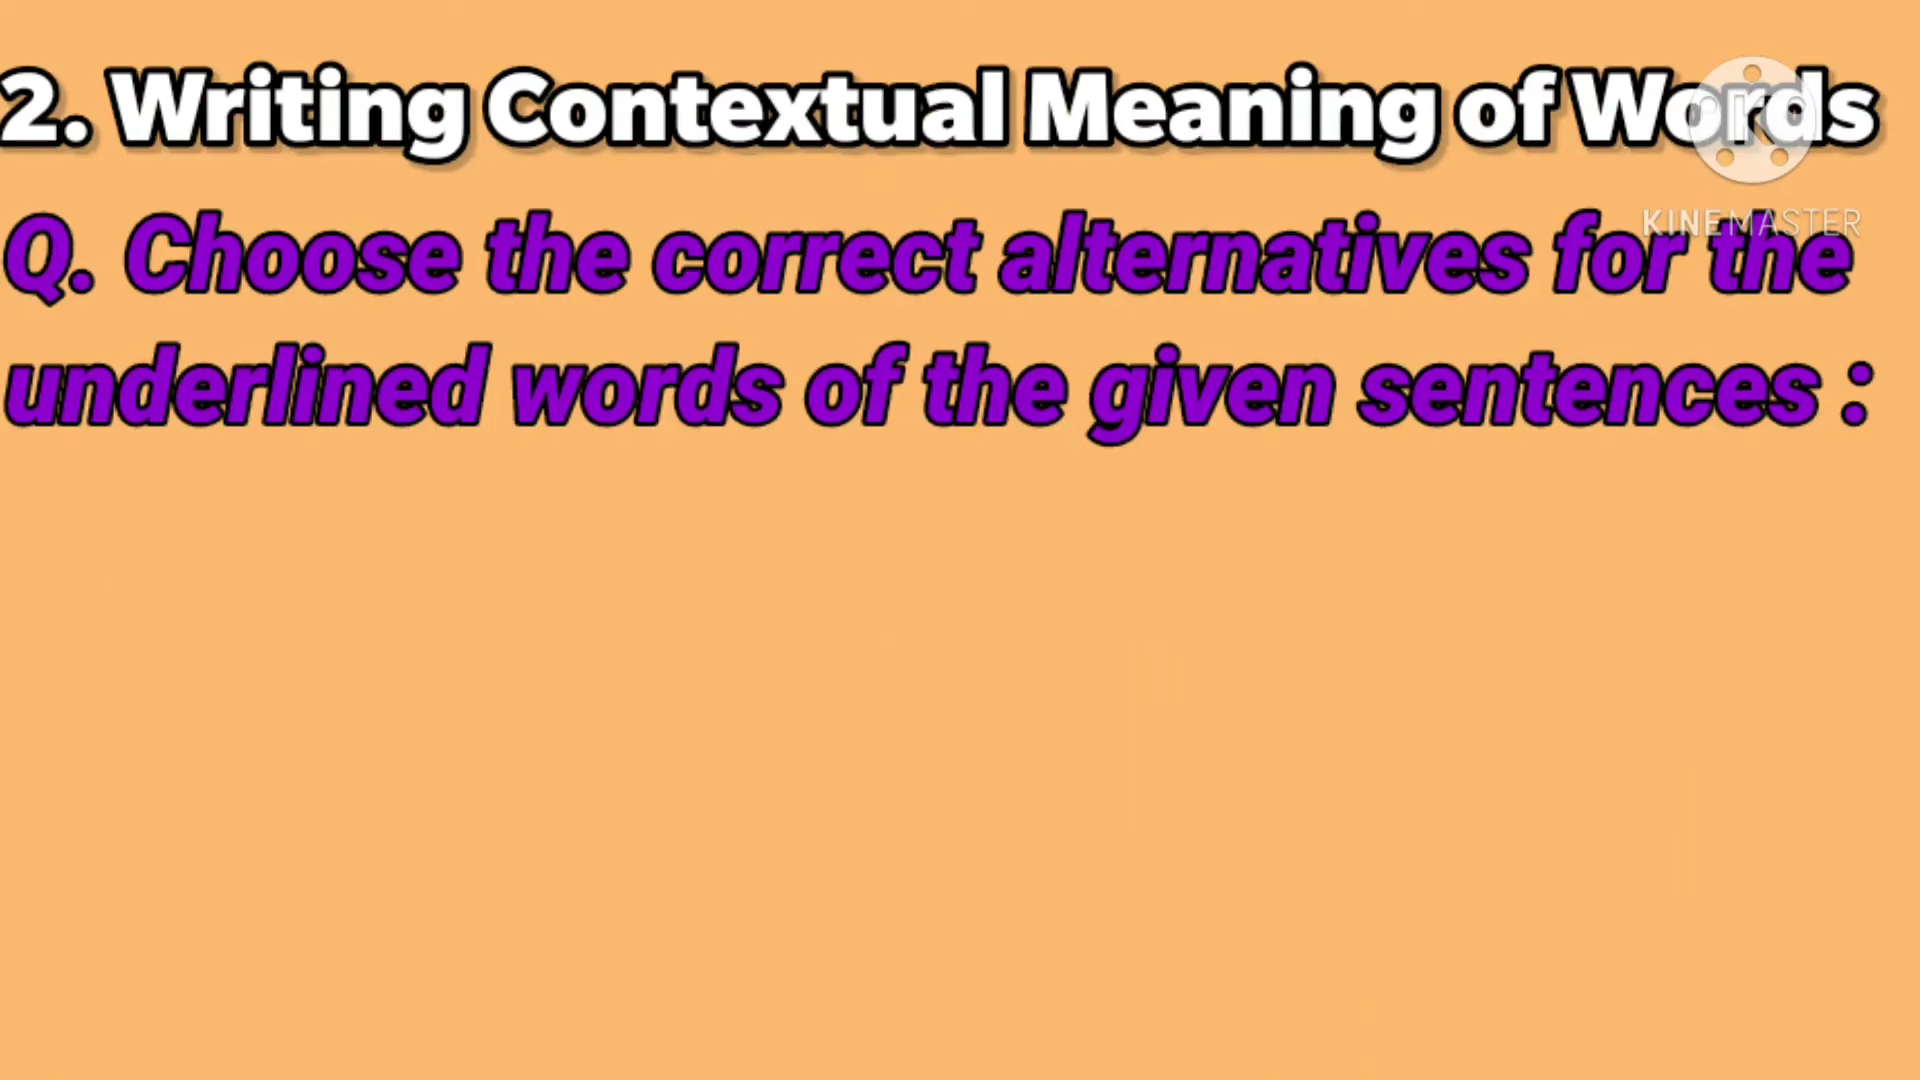 2. Writing Contextual Meaning of Words
KINEMASTER
Q. Choose the correct alternatives for the
underlined words of the given sentences :